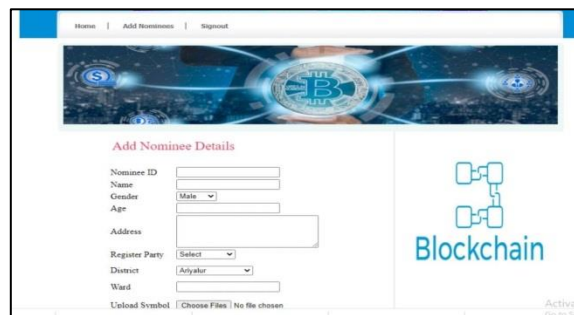 Home | Add Nominees | Signout
Add Nominee Details
Nominee ID
Name
Gender Male
Age
Address
Register Party Select
District Ariyalur
Ward
Upload Symbol Choose Files No file chosen
Blockchain
Activa